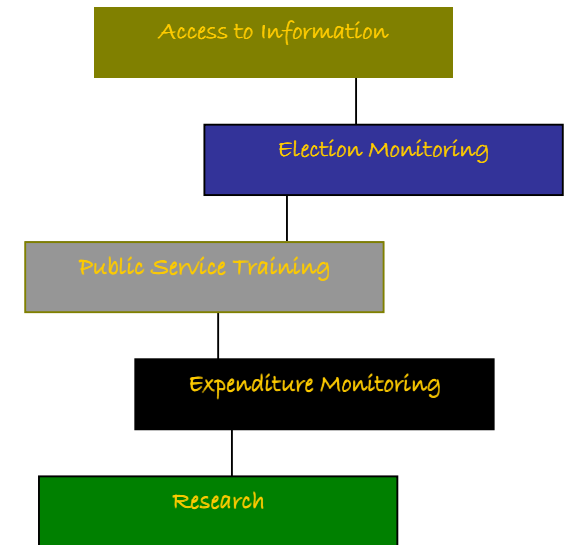 Access to Information
Election Monitoring
Public Service Training
Expenditure Monitoring
Research